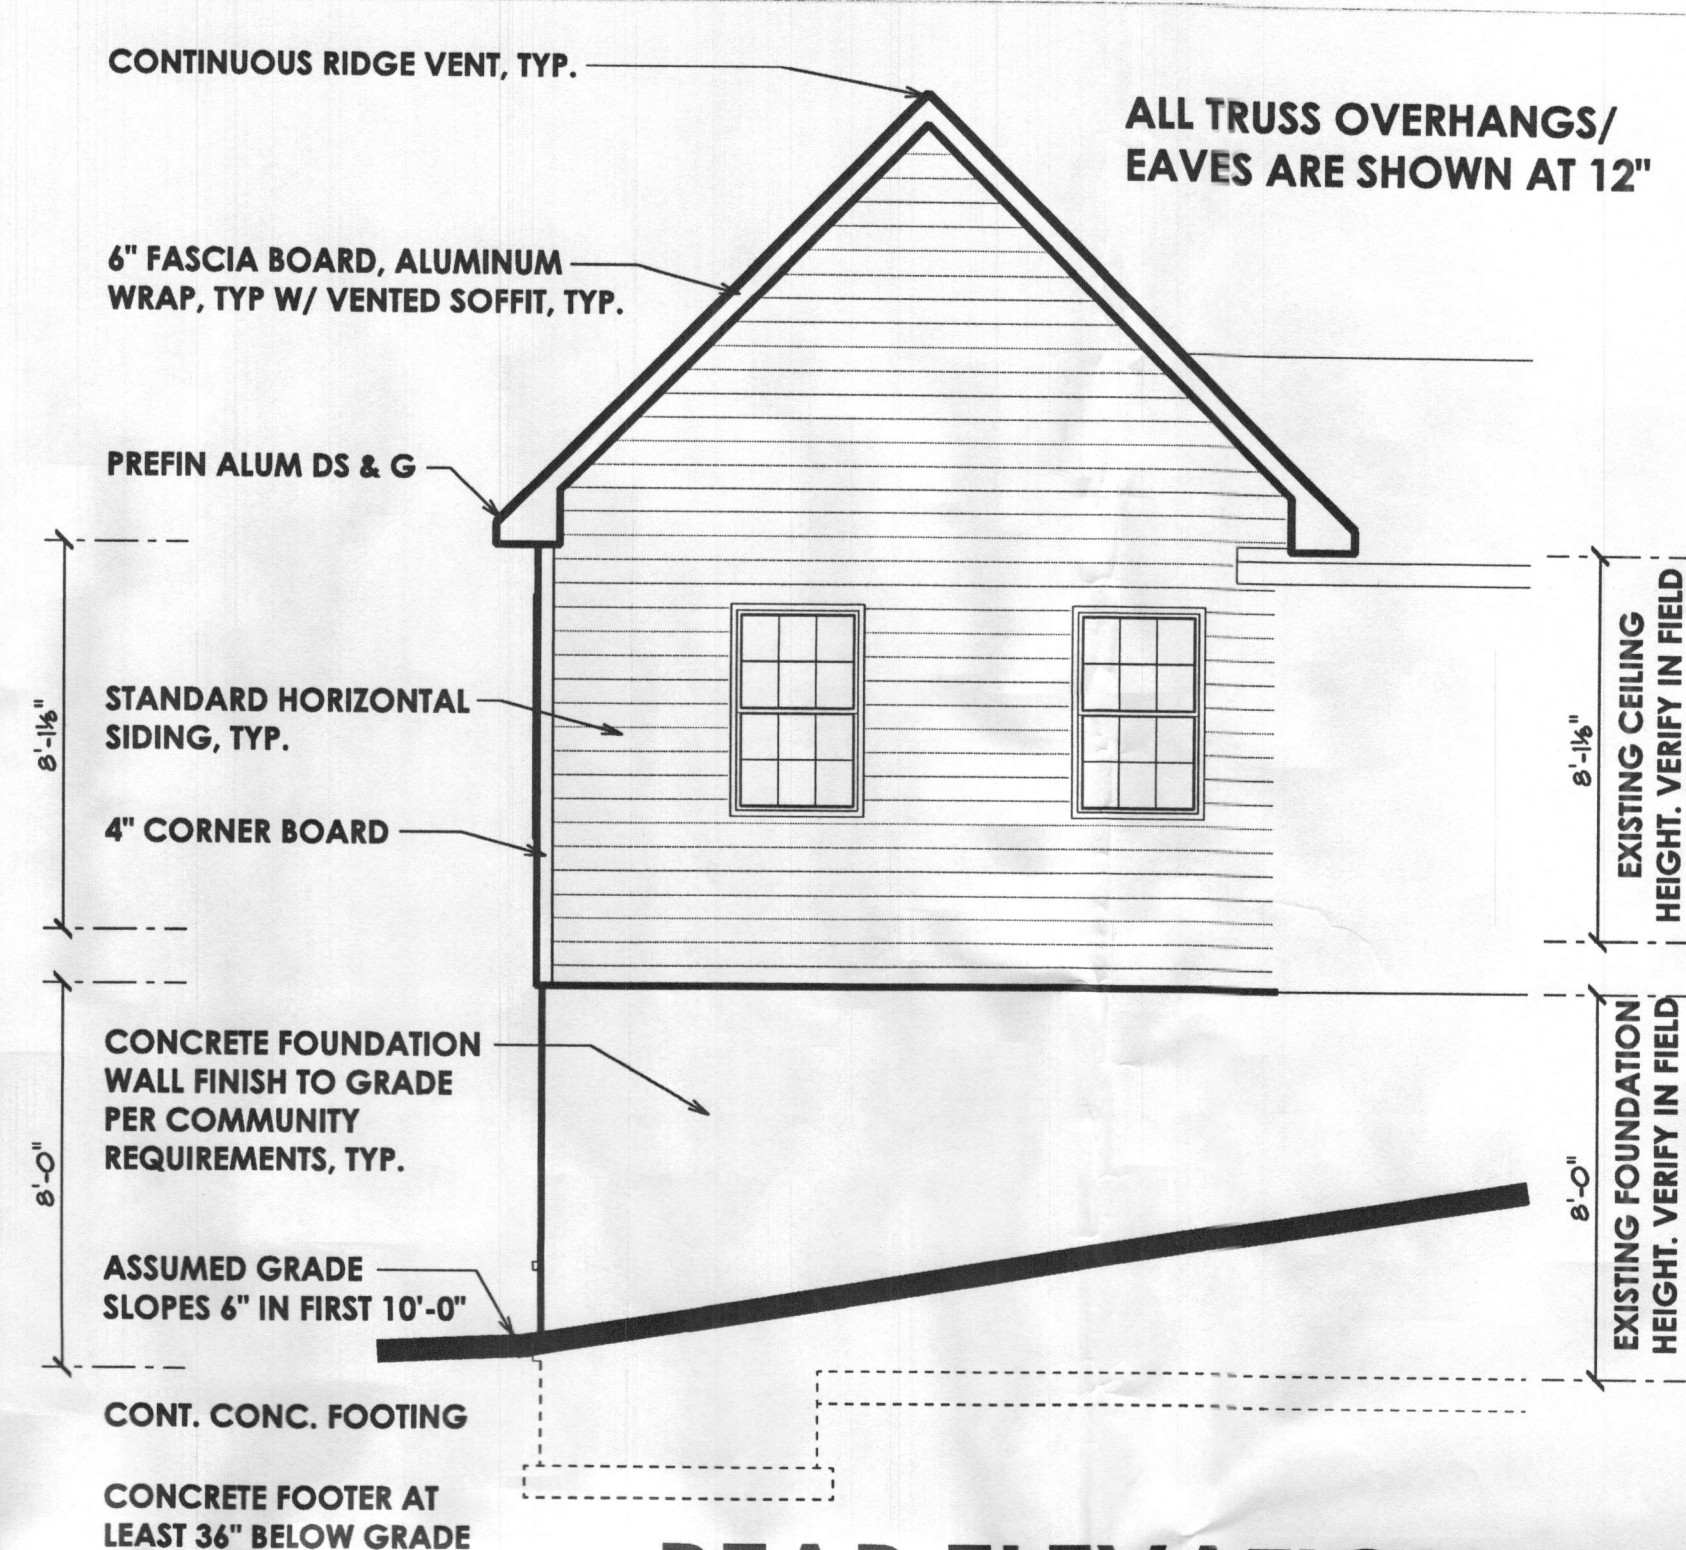 CONTINUOUS RIDGE VENT, TYP.
ALL TRUSS OVERHANGS/
EAVES ARE SHOWN AT 12"
6" FASCIA BOARD, ALUMINUM
WRAP, TYP W/ VENTED SOFFIT, TYP.
PREFIN ALUM DS & G
8'-1⅛"
STANDARD HORIZONTAL
SIDING, TYP.
4" CORNER BOARD
8'-1⅛"
EXISTING CEILING
HEIGHT. VERIFY IN FIELD
8'-0"
CONCRETE FOUNDATION
WALL FINISH TO GRADE
PER COMMUNITY
REQUIREMENTS, TYP.
ASSUMED GRADE
SLOPES 6" IN FIRST 10'-0"
8'-0"
EXISTING FOUNDATION
HEIGHT. VERIFY IN FIELD
CONT. CONC. FOOTING
CONCRETE FOOTER AT
LEAST 36" BELOW GRADE